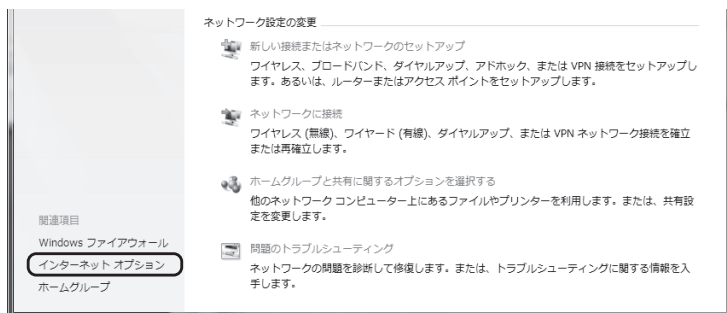 ネットワーク設定の変更
新しい接続またはネットワークのセットアップ
ワイヤレス、ブロードバンド、ダイヤルアップ、アドホック、または VPN 接続をセットアップし
ます。あるいは、ルーターまたはアクセス ポイントをセットアップします。
ネットワークに接続
ワイヤレス (無線)、ワイヤード (有線)、ダイヤルアップ、または VPN ネットワーク接続を確立
または再確立します。
ホームグループと共有に関するオプションを選択する
他のネットワーク コンピューター上にあるファイルやプリンターを利用します。または、共有設
定を変更します。
問題のトラブルシューティング
ネットワークの問題を診断して修復します。または、トラブルシューティングに関する情報を入
手します。
関連項目
Windows ファイアウォール
インターネット オプション
ホームグループ